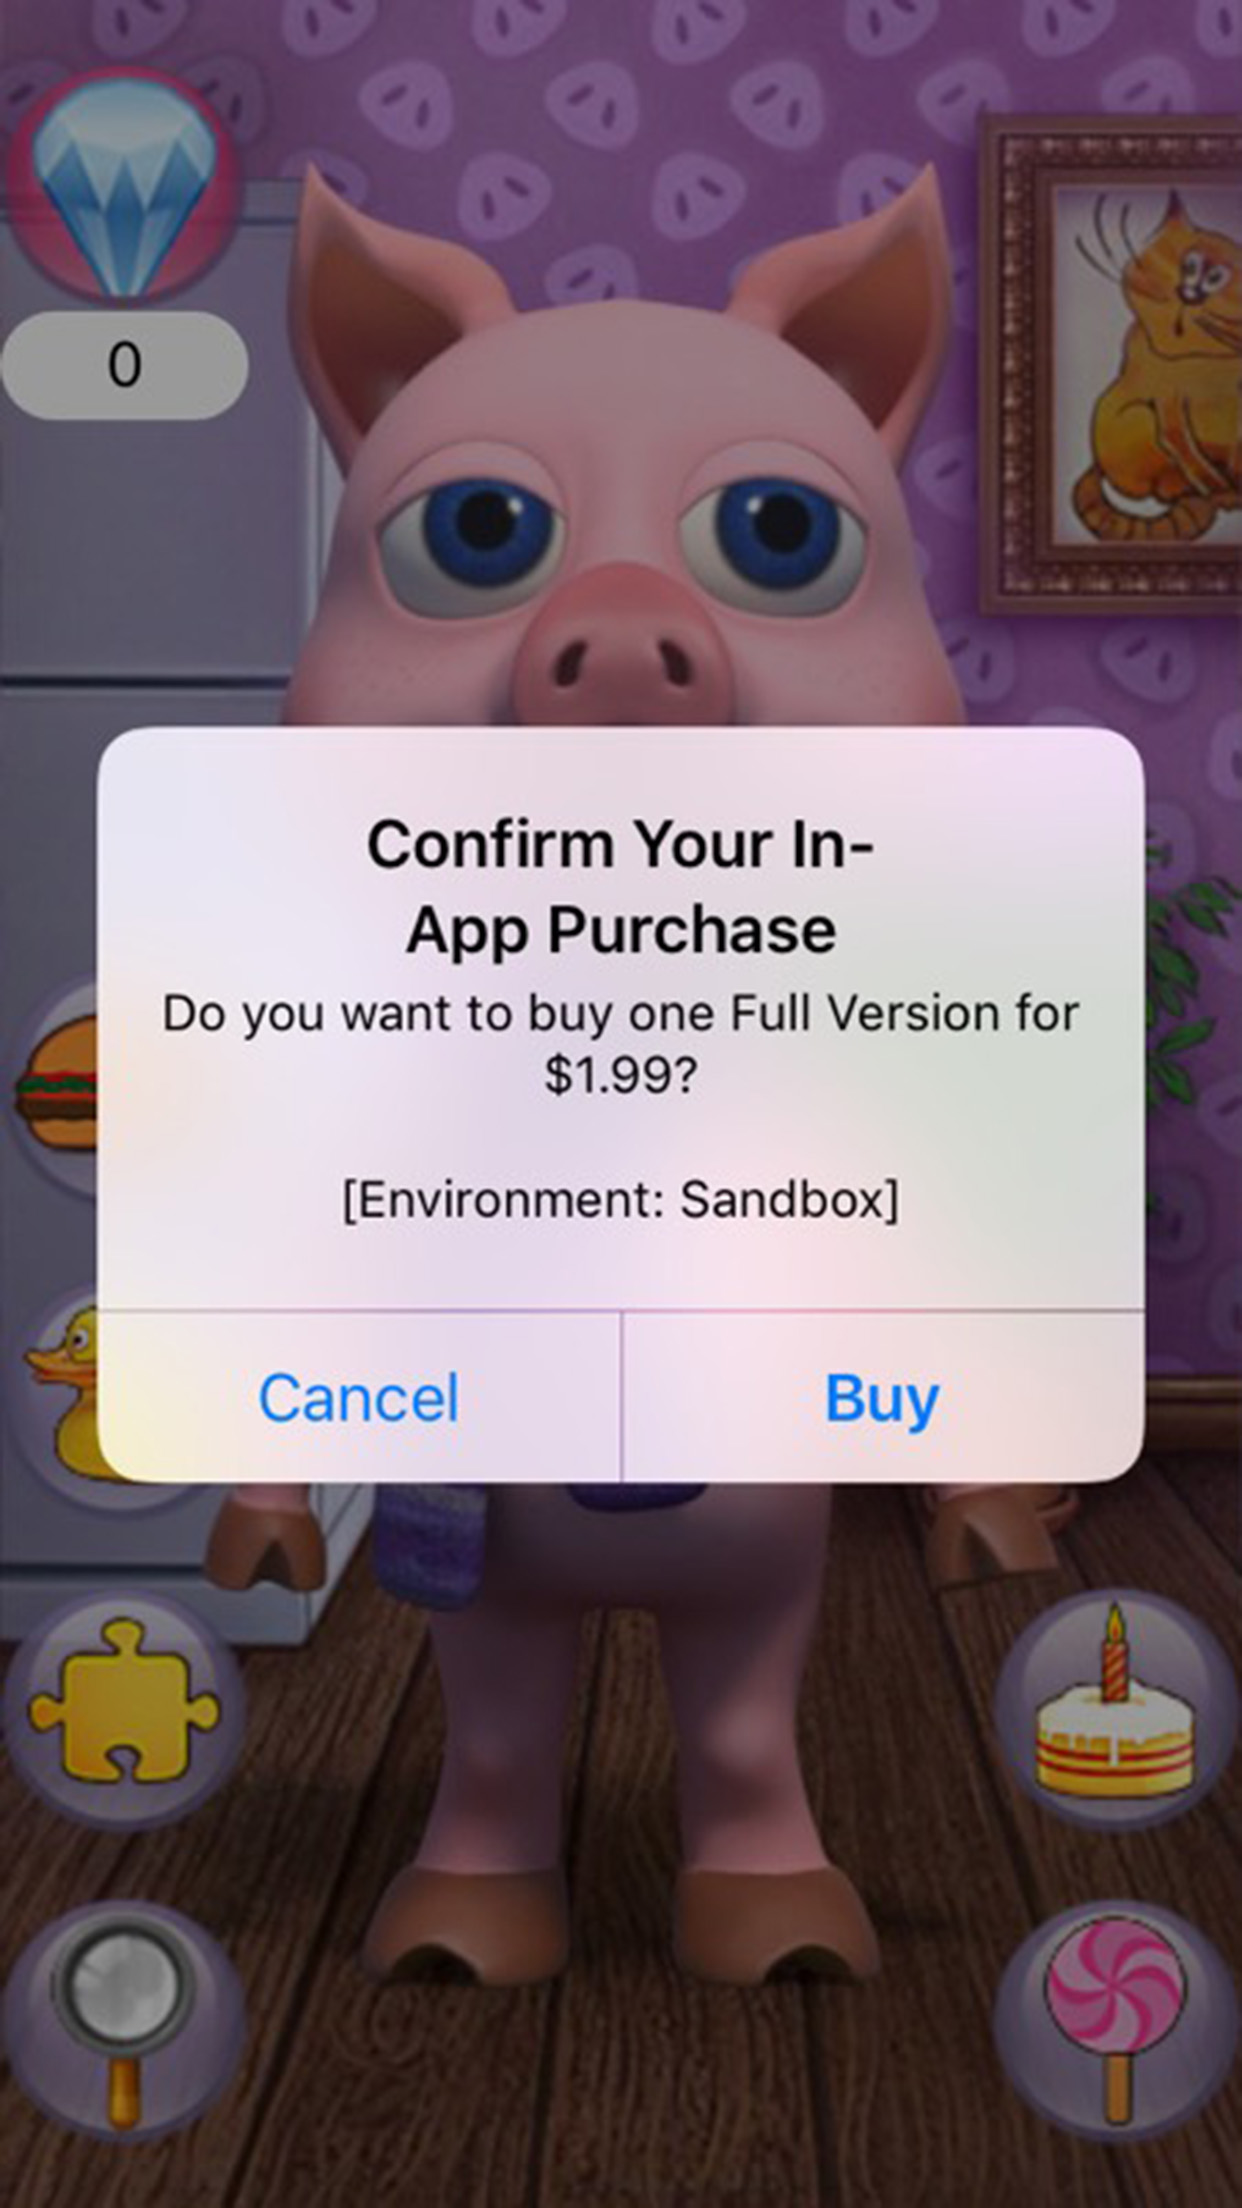 0
Confirm Your In-
App Purchase
Do you want to buy one Full Version for
$1.99?
[Environment: Sandbox]
Cancel
Buy